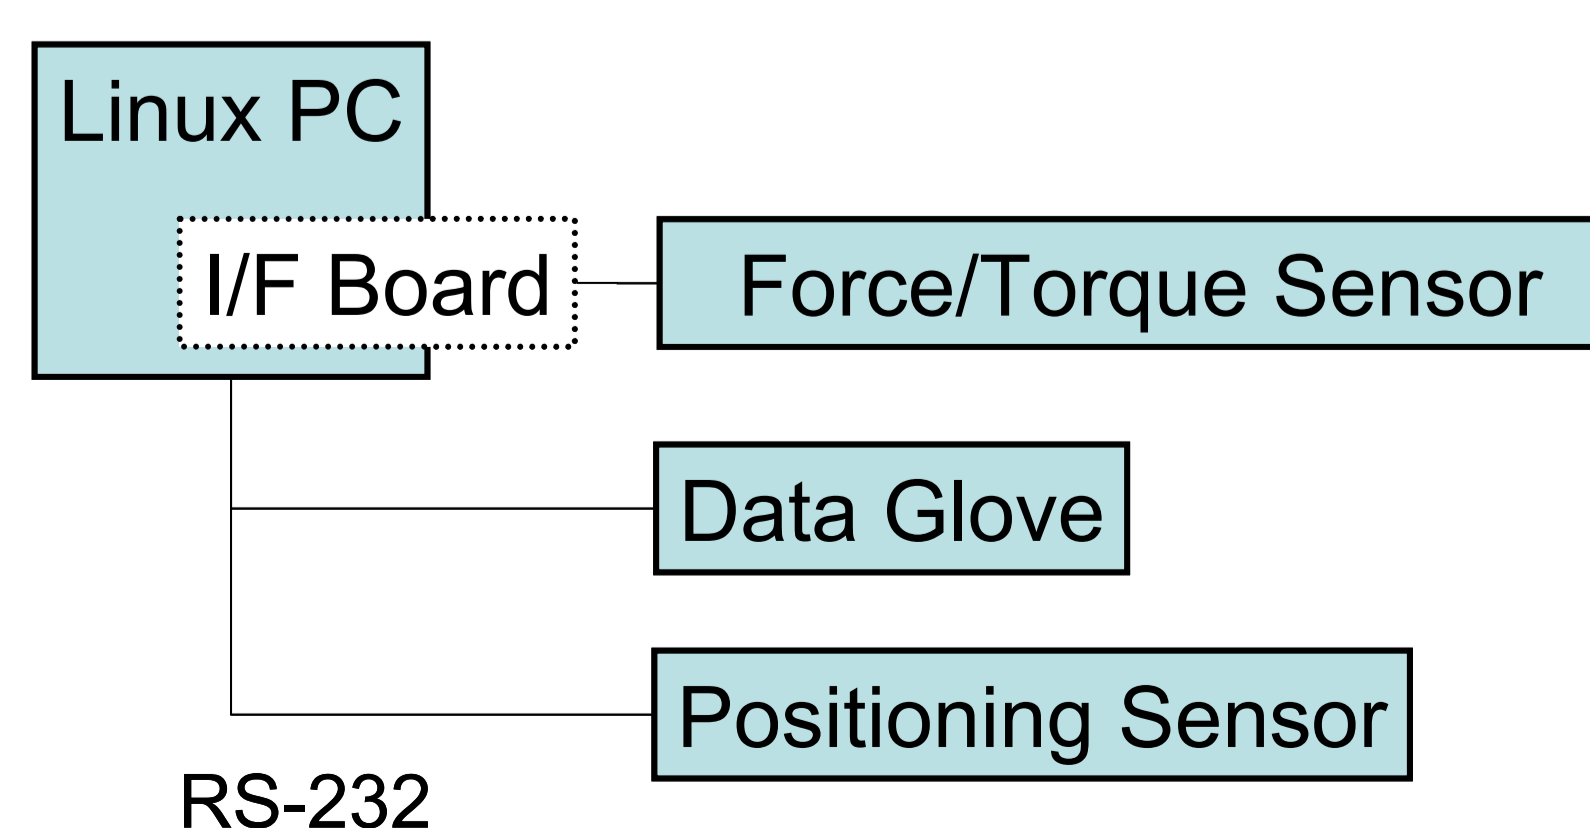 Linux PC
I/F Board
Force/Torque Sensor
Data Glove
Positioning Sensor
RS-232